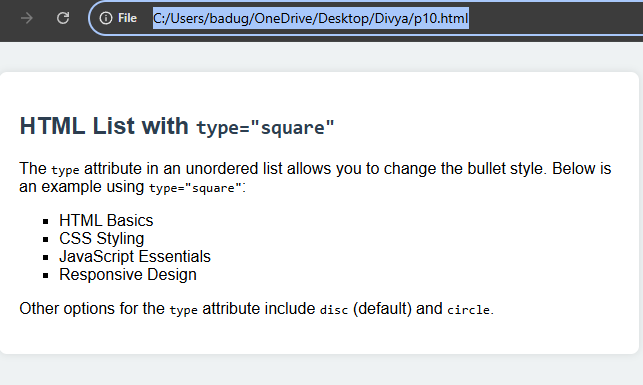 File C:/Users/badug/OneDrive/Desktop/Divya/p10.html
HTML List with type="square"
The type attribute in an unordered list allows you to change the bullet style. Below is
an example using type="square":
HTML Basics
CSS Styling
JavaScript Essentials
Responsive Design
Other options for the type attribute include disc (default) and circle.